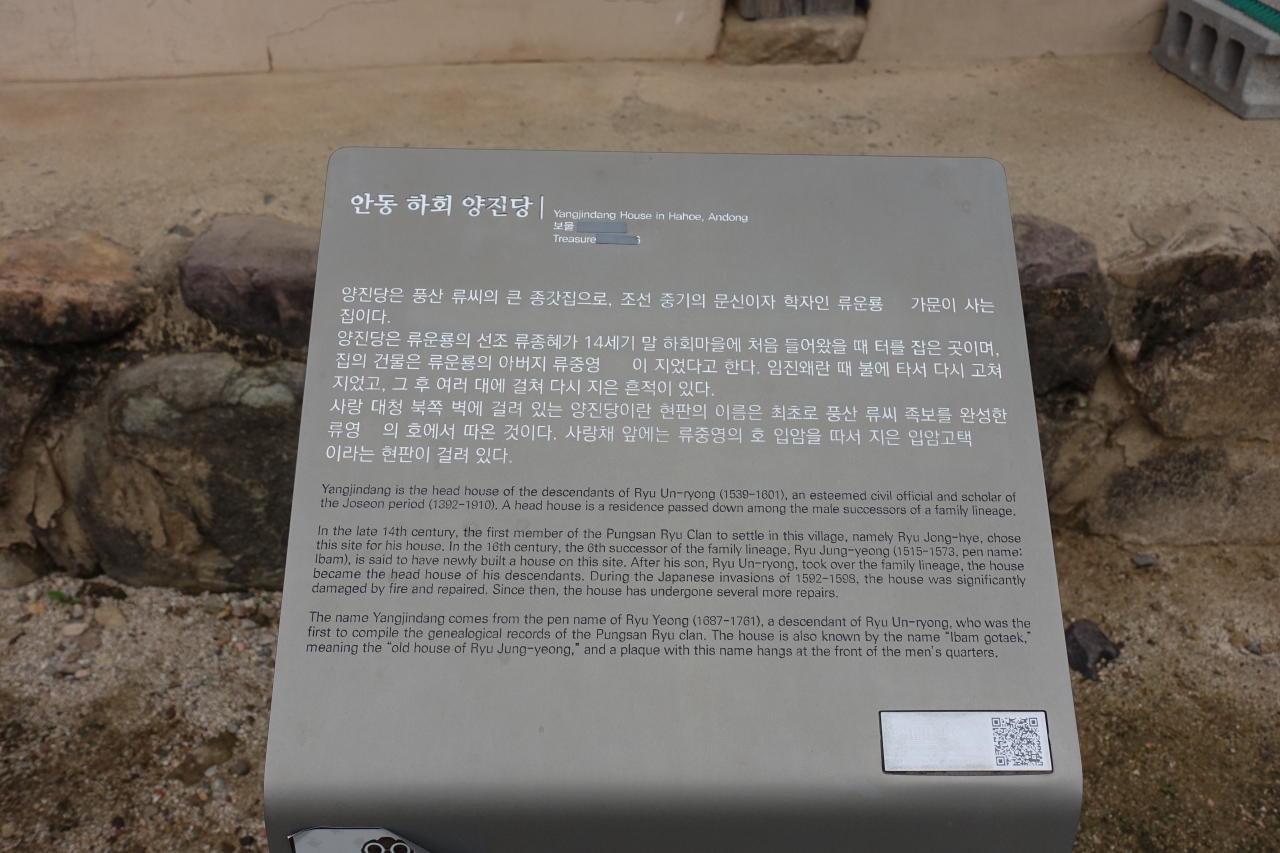 안동 하회 양진당
Yangjindang House in Hahoe, Andong
보물
Treasure
양진당은 풍산 류씨의 큰 종갓집으로, 조선 중기의 문신이자 학자인 류운룡 가문이 사는
집이다.
양진당은 류운룡의 선조 류종혜가 14세기 말 하회마을에 처음 들어왔을 때 터를 잡은 곳이며,
집의 건물은 류운룡의 아버지 류중영 이 지었다고 한다. 임진왜란 때 불에 타서 다시 고쳐
지었고, 그 후 여러 대에 걸쳐 다시 지은 흔적이 있다.
사랑 대청 북쪽 벽에 걸려 있는 양진당이란 현판의 이름은 최초로 풍산 류씨 족보를 완성한
류영 의 호에서 따온 것이다. 사랑채 앞에는 류중영의 호 입암을 따서 지은 입암고택
이라는 현판이 걸려 있다.
Yangjindang is the head house of the descendants of Ryu Un-ryong (1539-1601), an esteemed civil official and scholar of
the Joseon period (1392-1910). A head house is a residence passed down among the male successors of a family lineage.
In the late 14th century, the first member of the Pungsan Ryu Clan to settle in this village, namely Ryu Jong-hye, chose
this site for his house. In the 16th century, the 6th successor of the family lineage, Ryu Jung-yeong (1515-1573, pen name:
Ibam), is said to have newly built a house on this site. After his son, Ryu Un-ryong, took over the family lineage, the house
became the head house of his descendants. During the Japanese invasions of 1592-1598, the house was significantly
damaged by fire and repaired. Since then, the house has undergone several more repairs.
The name Yangjindang comes from the pen name of Ryu Yeong (1687-1761), a descendant of Ryu Un-ryong, who was the
first to compile the genealogical records of the Pungsan Ryu clan. The house is also known by the name "Ibam gotaek,"
meaning the "old house of Ryu Jung-yeong," and a plaque with this name hangs at the front of the men's quarters.